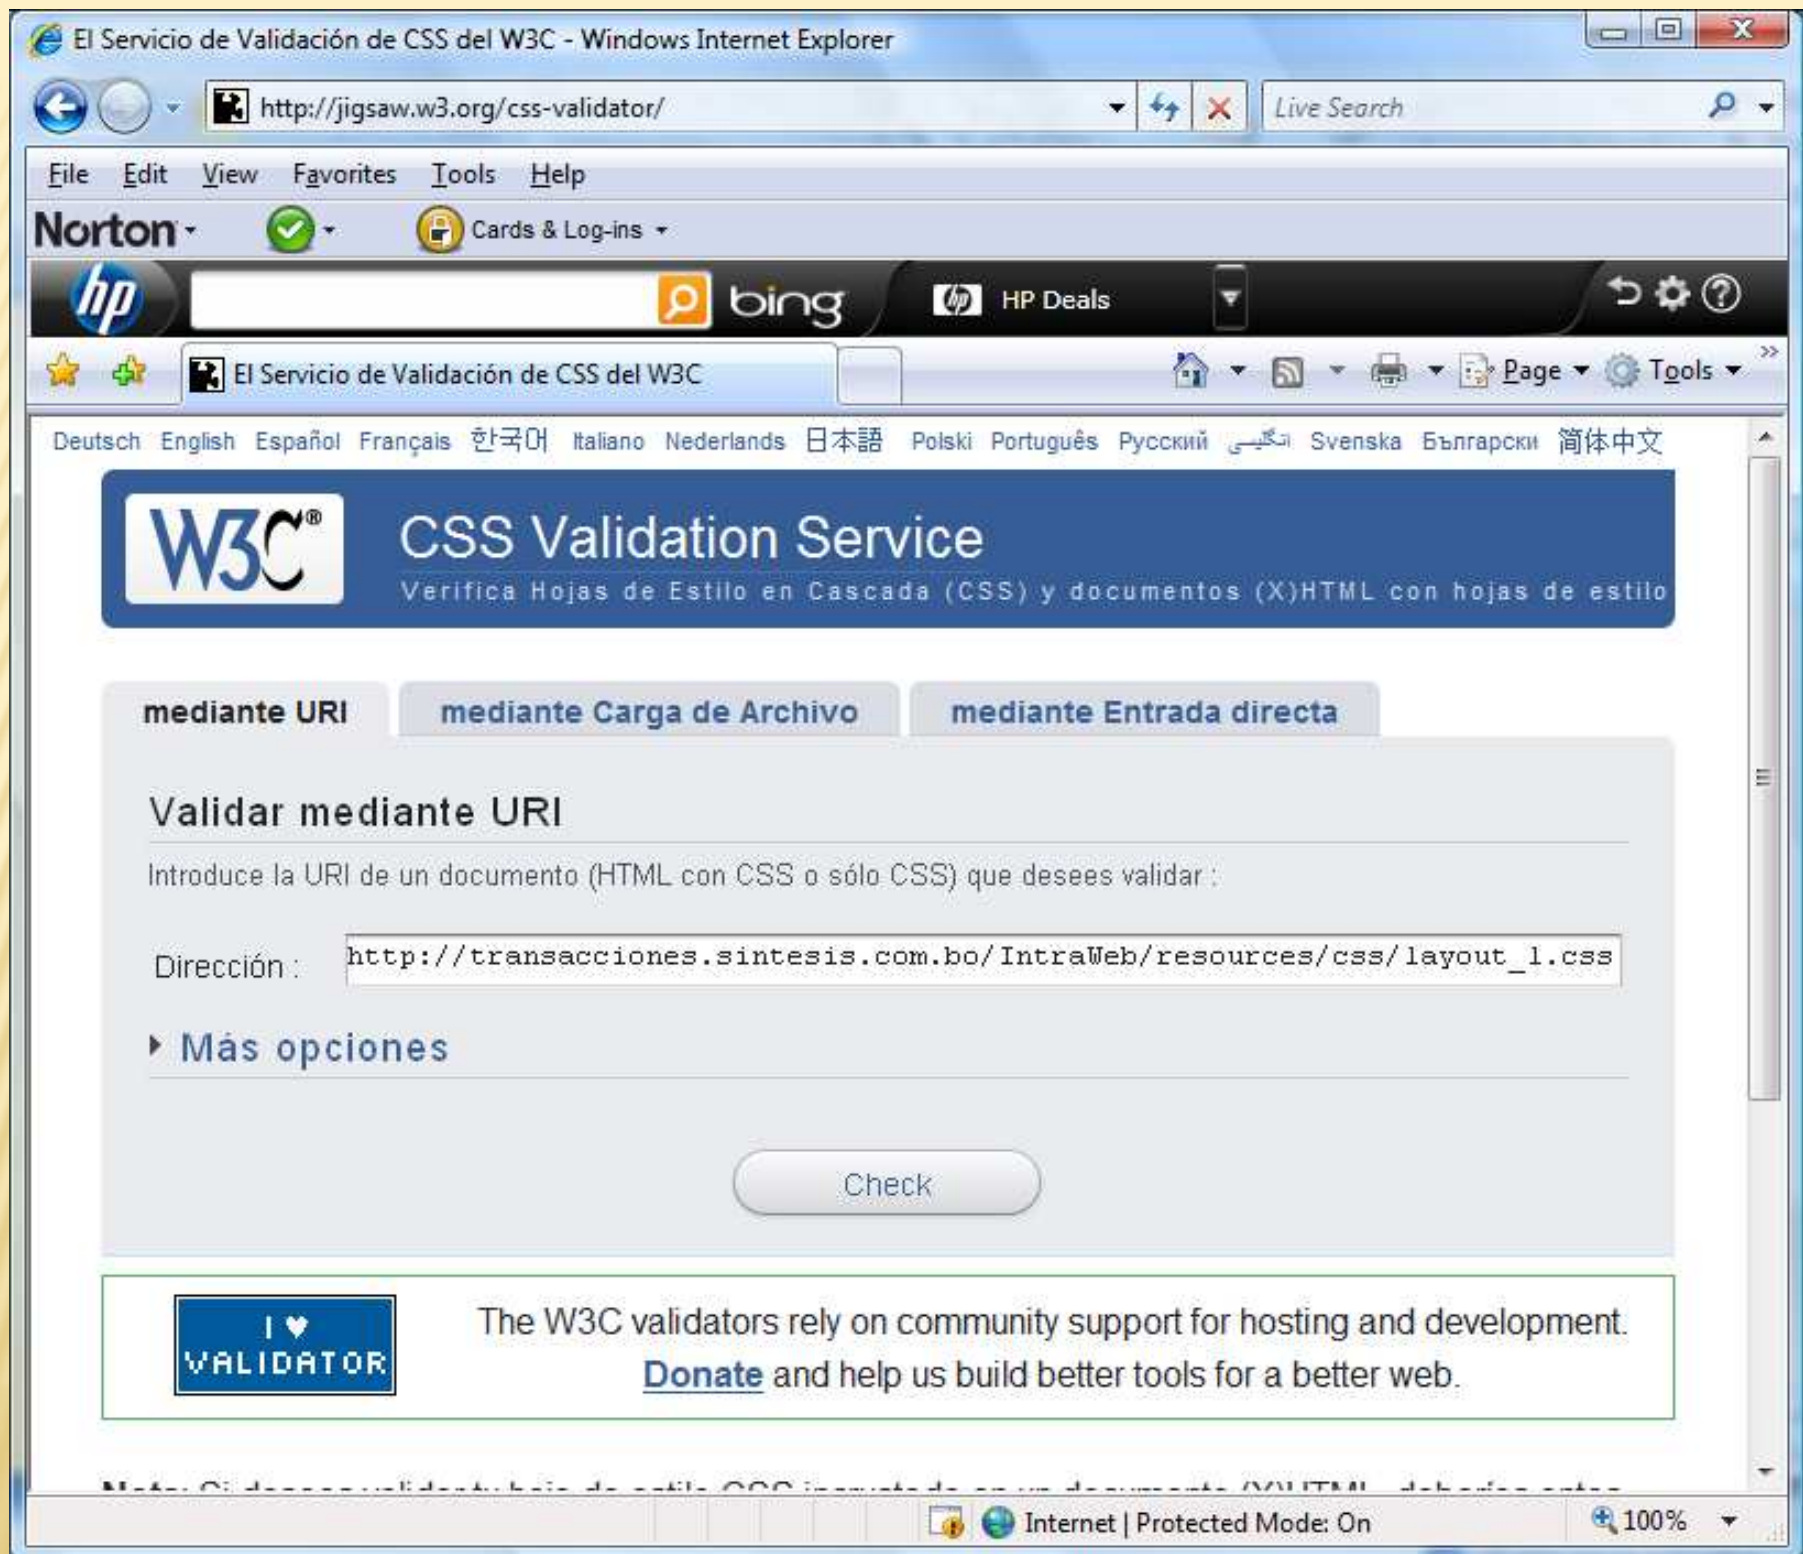 El Servicio de Validación de CSS del W3C - Windows Internet Explorer
http://jigsaw.w3.org/css-validator/ Live Search
File Edit View Favorites Tools Help
Norton Cards & Log-ins
hp bing hp HP Deals
El Servicio de Validación de CSS del W3C Page Tools
Deutsch English Español Français 한국어 Italiano Nederlands 日本語 Polski Português Русский Svenska Български 简体中文
W3C® CSS Validation Service
Verifica Hojas de Estilo en Cascada (CSS) y documentos (X)HTML con hojas de estilo
mediante URI mediante Carga de Archivo mediante Entrada directa
Validar mediante URI
Introduce la URI de un documento (HTML con CSS o sólo CSS) que desees validar :
Dirección : http://transacciones.sintesis.com.bo/IntraWeb/resources/css/layout_1.css
Más opciones
Check
I ♥
VALIDATOR
The W3C validators rely on community support for hosting and development.
Donate and help us build better tools for a better web.
Internet | Protected Mode: On 100%